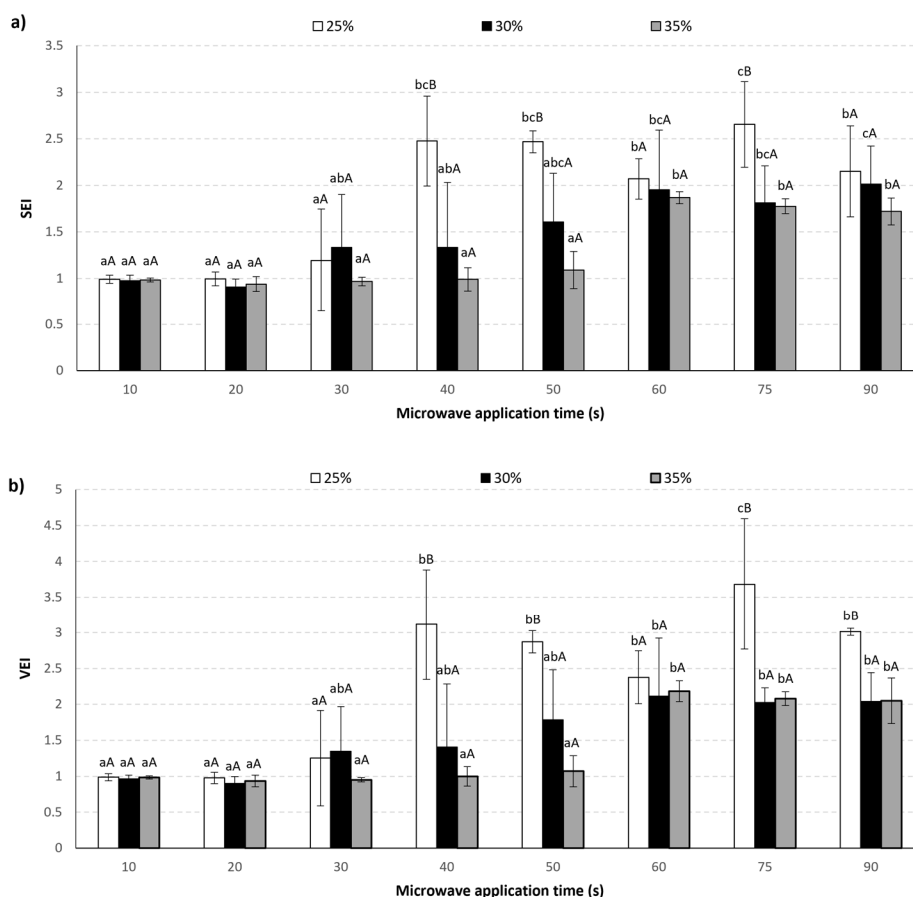 a)
25% 30% 35%
SEI
3.5
3
2.5
2
1.5
1
0.5
0
aA aA aA
aA aA aA
aA abA aA
bcB abA aA
bcB abcA aA
bA bcA bA
cB bcA bA
bA cA bA
10 20 30 40 50 60 75 90
Microwave application time (s)
b)
25% 30% 35%
VEI
5
4.5
4
3.5
3
2.5
2
1.5
1
0.5
0
aA aA aA
aA aA aA
aA abA aA
bB abA aA
bB abA aA
bA bA bA
cB bA bA
bB bA bA
10 20 30 40 50 60 75 90
Microwave application time (s)